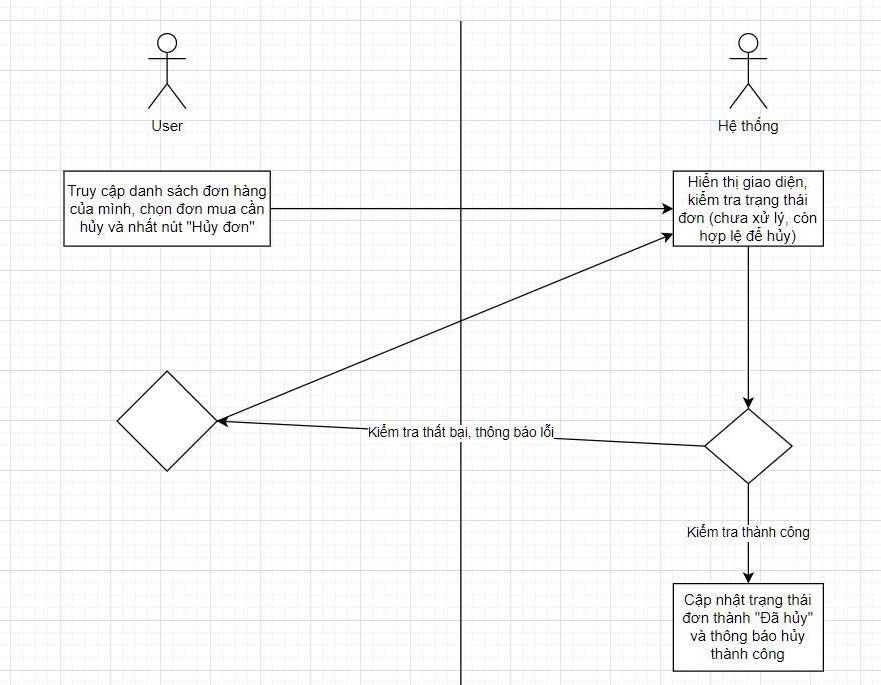 User
Hệ thống
Truy cập danh sách đơn hàng
của mình, chọn đơn mua cần
hủy và nhất nút "Hủy đơn"
Hiển thị giao diện,
kiểm tra trạng thái
đơn (chưa xử lý, còn
hợp lệ để hủy)
Kiểm tra thất bại, thông báo lỗi
Kiểm tra thành công
Cập nhật trạng thái
đơn thành "Đã hủy"
và thông báo hủy
thành công